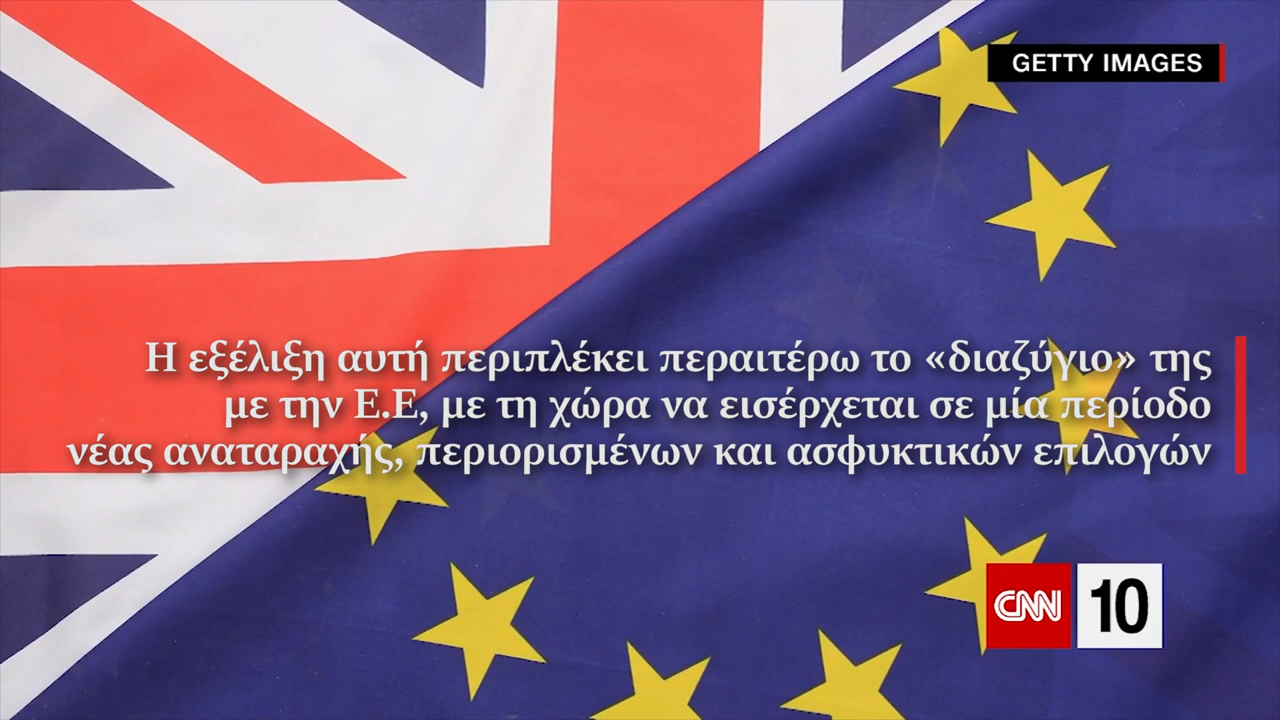 GETTY IMAGES
Η εξέλιξη αυτή περιπλέκει περαιτέρω το «διαζύγιο» της
με την Ε.Ε, με τη χώρα να εισέρχεται σε μία περίοδο
νέας αναταραχής, περιορισμένων και ασφυκτικών επιλογών
CNN 10